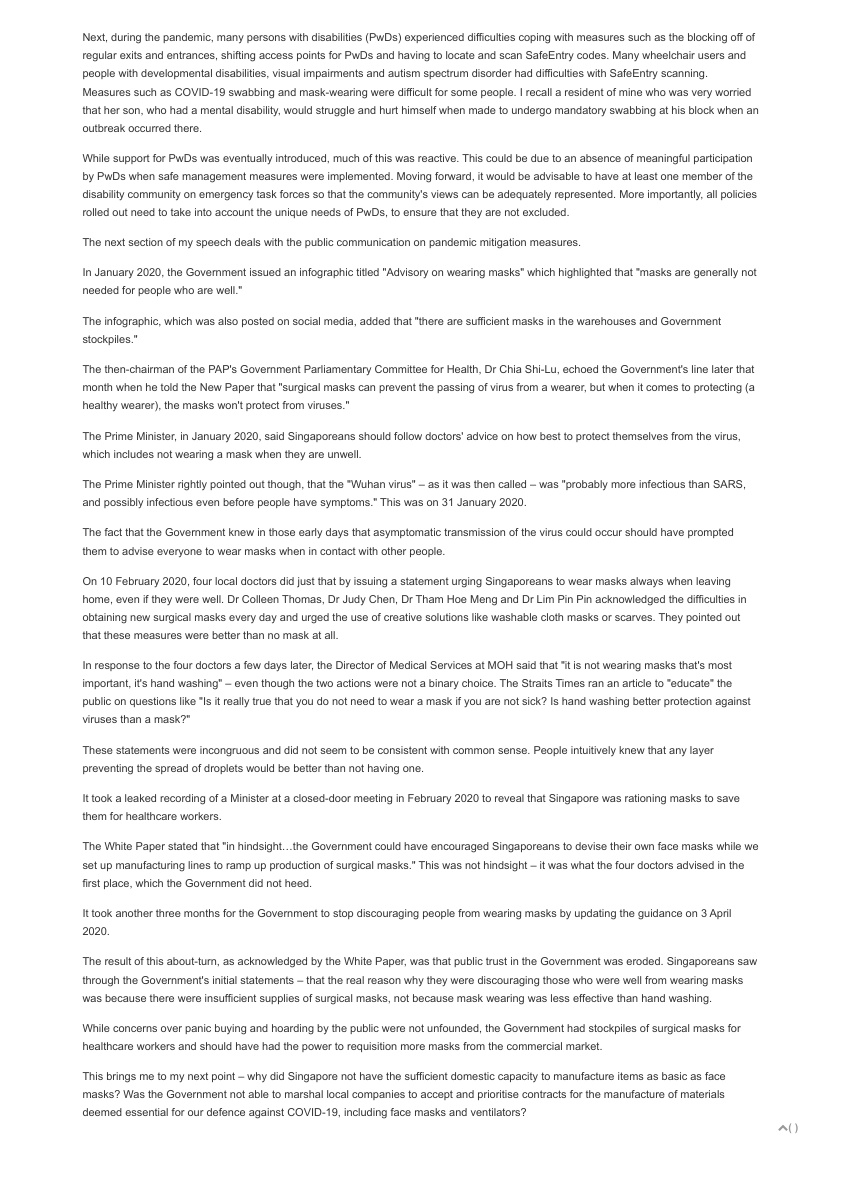 Next, during the pandemic, many persons with disabilities (PwDs) experienced difficulties coping with measures such as the blocking off of
regular exits and entrances, shifting access points for PwDs and having to locate and scan SafeEntry codes. Many wheelchair users and
people with developmental disabilities, visual impairments and autism spectrum disorder had difficulties with SafeEntry scanning.
Measures such as COVID-19 swabbing and mask-wearing were difficult for some people. I recall a resident of mine who was very worried
that her son, who had a mental disability, would struggle and hurt himself when made to undergo mandatory swabbing at his block when an
outbreak occurred there.
While support for PwDs was eventually introduced, much of this was reactive. This could be due to an absence of meaningful participation
by PwDs when safe management measures were implemented. Moving forward, it would be advisable to have at least one member of the
disability community on emergency task forces so that the community's views can be adequately represented. More importantly, all policies
rolled out need to take into account the unique needs of PwDs, to ensure that they are not excluded.
The next section of my speech deals with the public communication on pandemic mitigation measures.
In January 2020, the Government issued an infographic titled "Advisory on wearing masks" which highlighted that "masks are generally not
needed for people who are well."
The infographic, which was also posted on social media, added that "there are sufficient masks in the warehouses and Government
stockpiles."
The then-chairman of the PAP's Government Parliamentary Committee for Health, Dr Chia Shi-Lu, echoed the Government's line later that
month when he told the New Paper that "surgical masks can prevent the passing of virus from a wearer, but when it comes to protecting (a
healthy wearer), the masks won't protect from viruses."
The Prime Minister, in January 2020, said Singaporeans should follow doctors' advice on how best to protect themselves from the virus,
which includes not wearing a mask when they are unwell.
The Prime Minister rightly pointed out though, that the "Wuhan virus" – as it was then called – was "probably more infectious than SARS,
and possibly infectious even before people have symptoms." This was on 31 January 2020.
The fact that the Government knew in those early days that asymptomatic transmission of the virus could occur should have prompted
them to advise everyone to wear masks when in contact with other people.
On 10 February 2020, four local doctors did just that by issuing a statement urging Singaporeans to wear masks always when leaving
home, even if they were well. Dr Colleen Thomas, Dr Judy Chen, Dr Tham Hoe Meng and Dr Lim Pin Pin acknowledged the difficulties in
obtaining new surgical masks every day and urged the use of creative solutions like washable cloth masks or scarves. They pointed out
that these measures were better than no mask at all.
In response to the four doctors a few days later, the Director of Medical Services at MOH said that "it is not wearing masks that's most
important, it's hand washing" – even though the two actions were not a binary choice. The Straits Times ran an article to "educate" the
public on questions like "Is it really true that you do not need to wear a mask if you are not sick? Is hand washing better protection against
viruses than a mask?"
These statements were incongruous and did not seem to be consistent with common sense. People intuitively knew that any layer
preventing the spread of droplets would be better than not having one.
It took a leaked recording of a Minister at a closed-door meeting in February 2020 to reveal that Singapore was rationing masks to save
them for healthcare workers.
The White Paper stated that "in hindsight…the Government could have encouraged Singaporeans to devise their own face masks while we
set up manufacturing lines to ramp up production of surgical masks." This was not hindsight – it was what the four doctors advised in the
first place, which the Government did not heed.
It took another three months for the Government to stop discouraging people from wearing masks by updating the guidance on 3 April
2020.
The result of this about-turn, as acknowledged by the White Paper, was that public trust in the Government was eroded. Singaporeans saw
through the Government's initial statements – that the real reason why they were discouraging those who were well from wearing masks
was because there were insufficient supplies of surgical masks, not because mask wearing was less effective than hand washing.
While concerns over panic buying and hoarding by the public were not unfounded, the Government had stockpiles of surgical masks for
healthcare workers and should have had the power to requisition more masks from the commercial market.
This brings me to my next point – why did Singapore not have the sufficient domestic capacity to manufacture items as basic as face
masks? Was the Government not able to marshal local companies to accept and prioritise contracts for the manufacture of materials
deemed essential for our defence against COVID-19, including face masks and ventilators?
( )